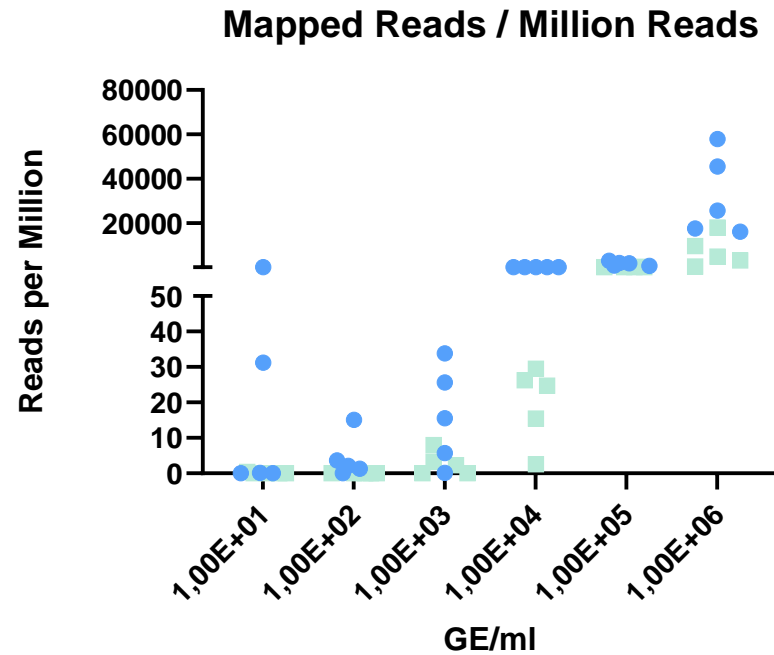 Mapped Reads / Million Reads
Reads per Million
80000
60000
40000
20000
50
40
30
20
10
0
1,00E+01
1,00E+02
1,00E+03
1,00E+04
1,00E+05
1,00E+06
GE/ml